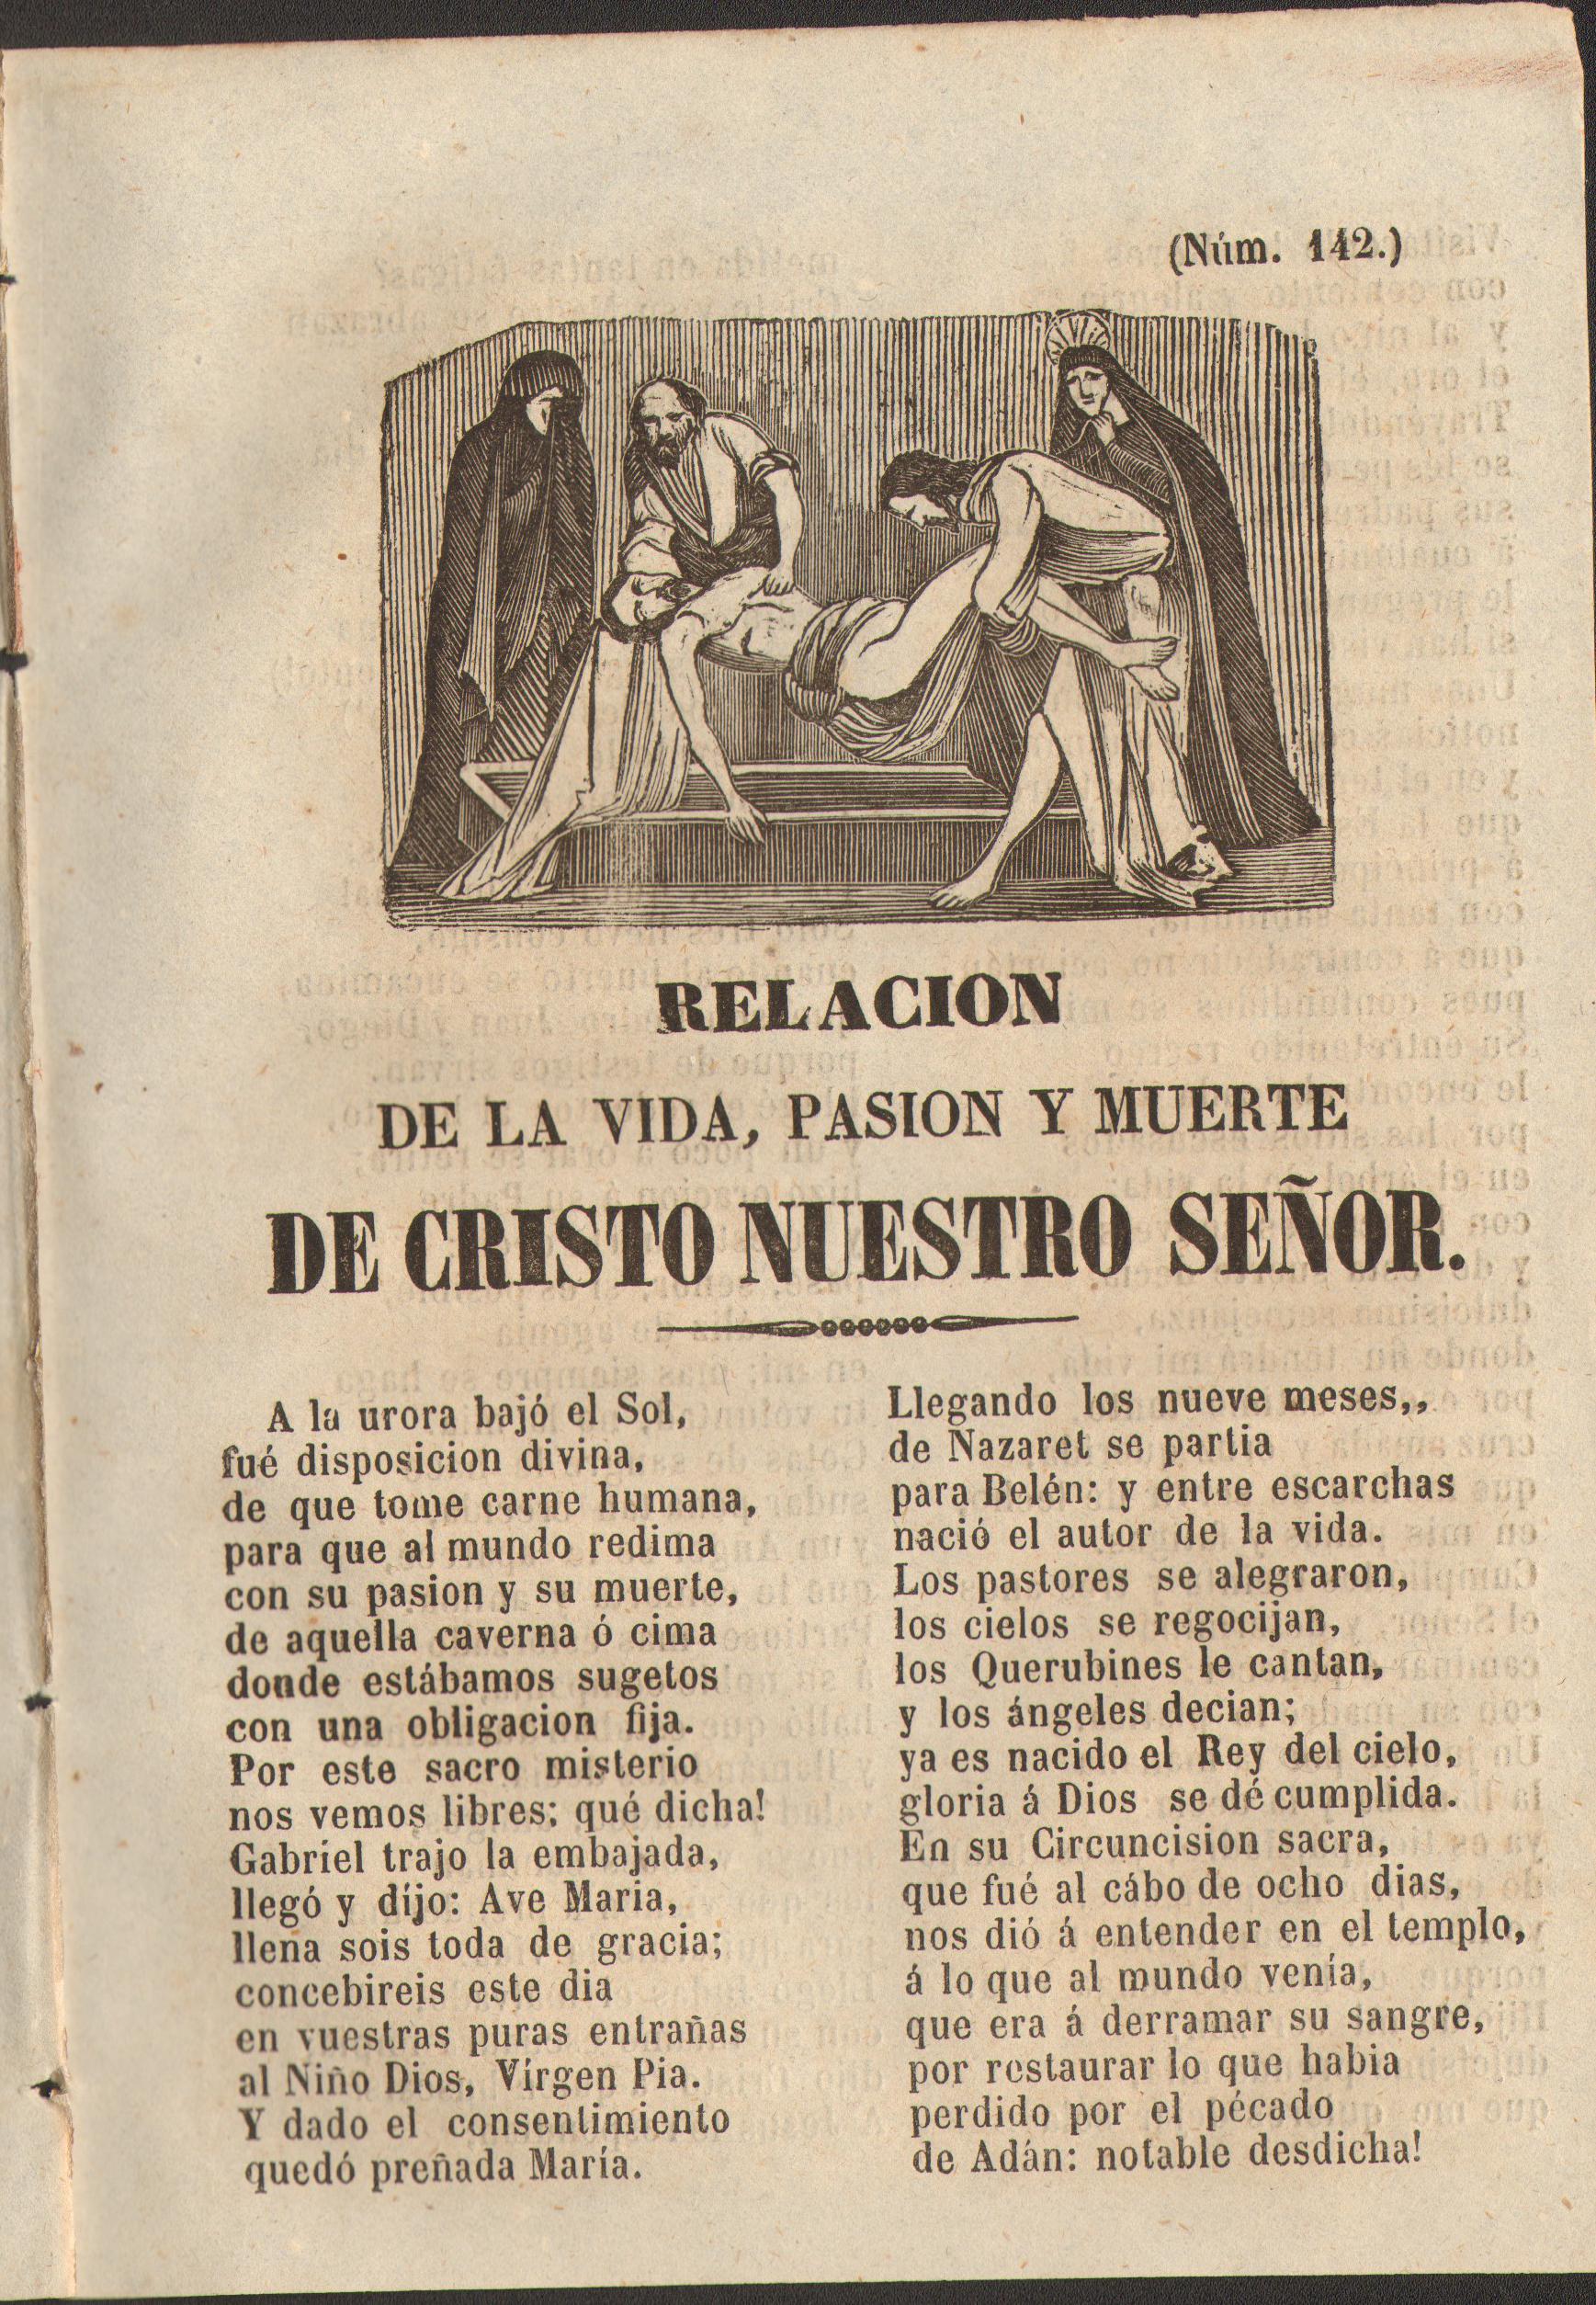 (Núm. 142.)
RELACION
DE LA VIDA, PASION Y MUERTE
DE CRISTO NUESTRO SEÑOR.
A la urora bajó el Sol,
fué disposicion divina,
de que tome carne humana,
para que al mundo redima
con su pasion y su muerte,
de aquella caverna ó cima
donde estábamos sugetos
con una obligacion fija.
Por este sacro misterio
nos vemos libres; qué dicha!
Gabriel trajo la embajada,
llegó y dijo: Ave Maria,
llena sois toda de gracia;
concebireis este dia
en vuestras puras entrañas
al Niño Dios, Vírgen Pia.
Y dado el consentimiento
quedó preñada María.
Llegando los nueve meses,,
de Nazaret se partia
para Belén: y entre escarchas
nació el autor de la vida.
Los pastores se alegraron,
los cielos se regocijan,
los Querubines le cantan,
y los ángeles decian;
ya es nacido el Rey del cielo,
gloria á Dios se dé cumplida.
En su Circuncision sacra,
que fué al cábo de ocho dias,
nos dió á entender en el templo,
á lo que al mundo venía,
que era á derramar su sangre,
por restaurar lo que habia
perdido por el pécado
de Adán: notable desdicha!